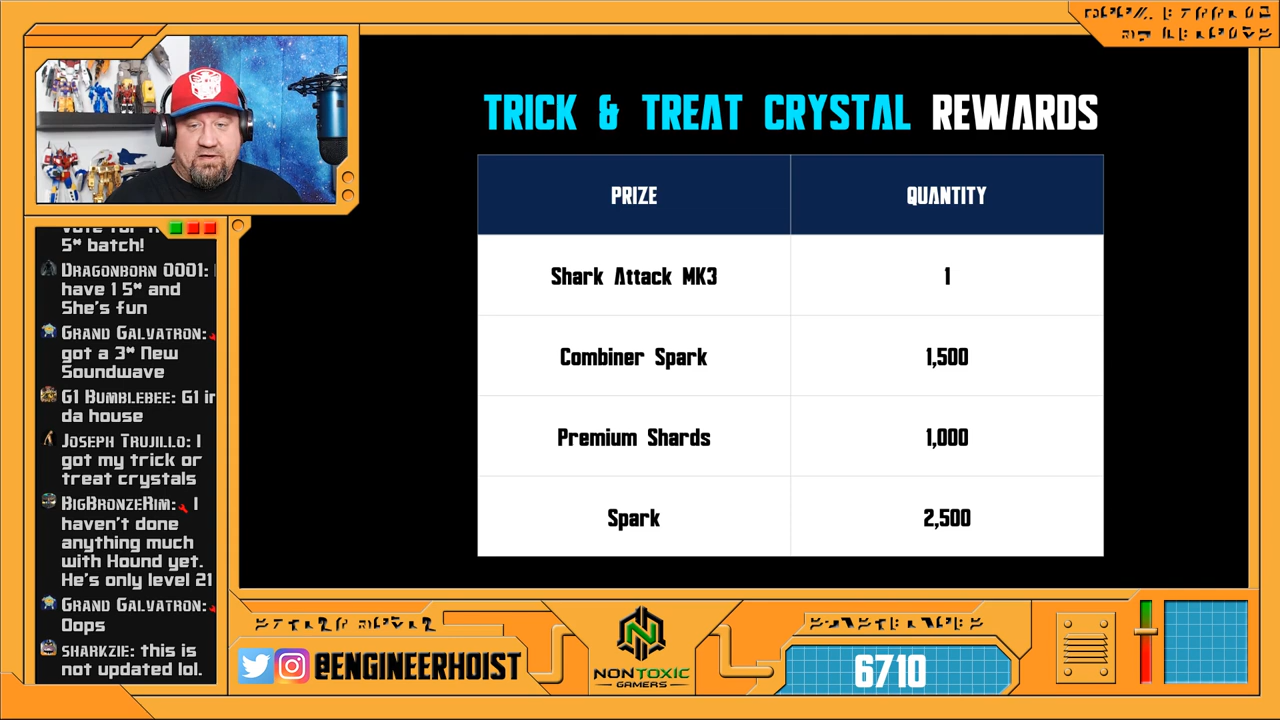 TRICK & TREAT CRYSTAL REWARDS
PRIZE QUANTITY
Shark Attack MK3 1
Combiner Spark 1,500
Premium Shards 1,000
Spark 2,500
5* batch!
DRAGONBORN 0001:
have 1 5* and
She's fun
GRAND GALVATRON:
got a 3* New
Soundwave
G1 BUMBLEBEE: G1 in
da house
JOSEPH TRUJILLO: I
got my trick or
treat crystals
BIGBRONZERIM: I
haven't done
anything much
with Hound yet.
He's only level 21
GRAND GALVATRON:
Oops
SHARKZIE: this is
not updated lol.
@ENGINEERHOIST
N
NONTOXIC
GAMERS
6710